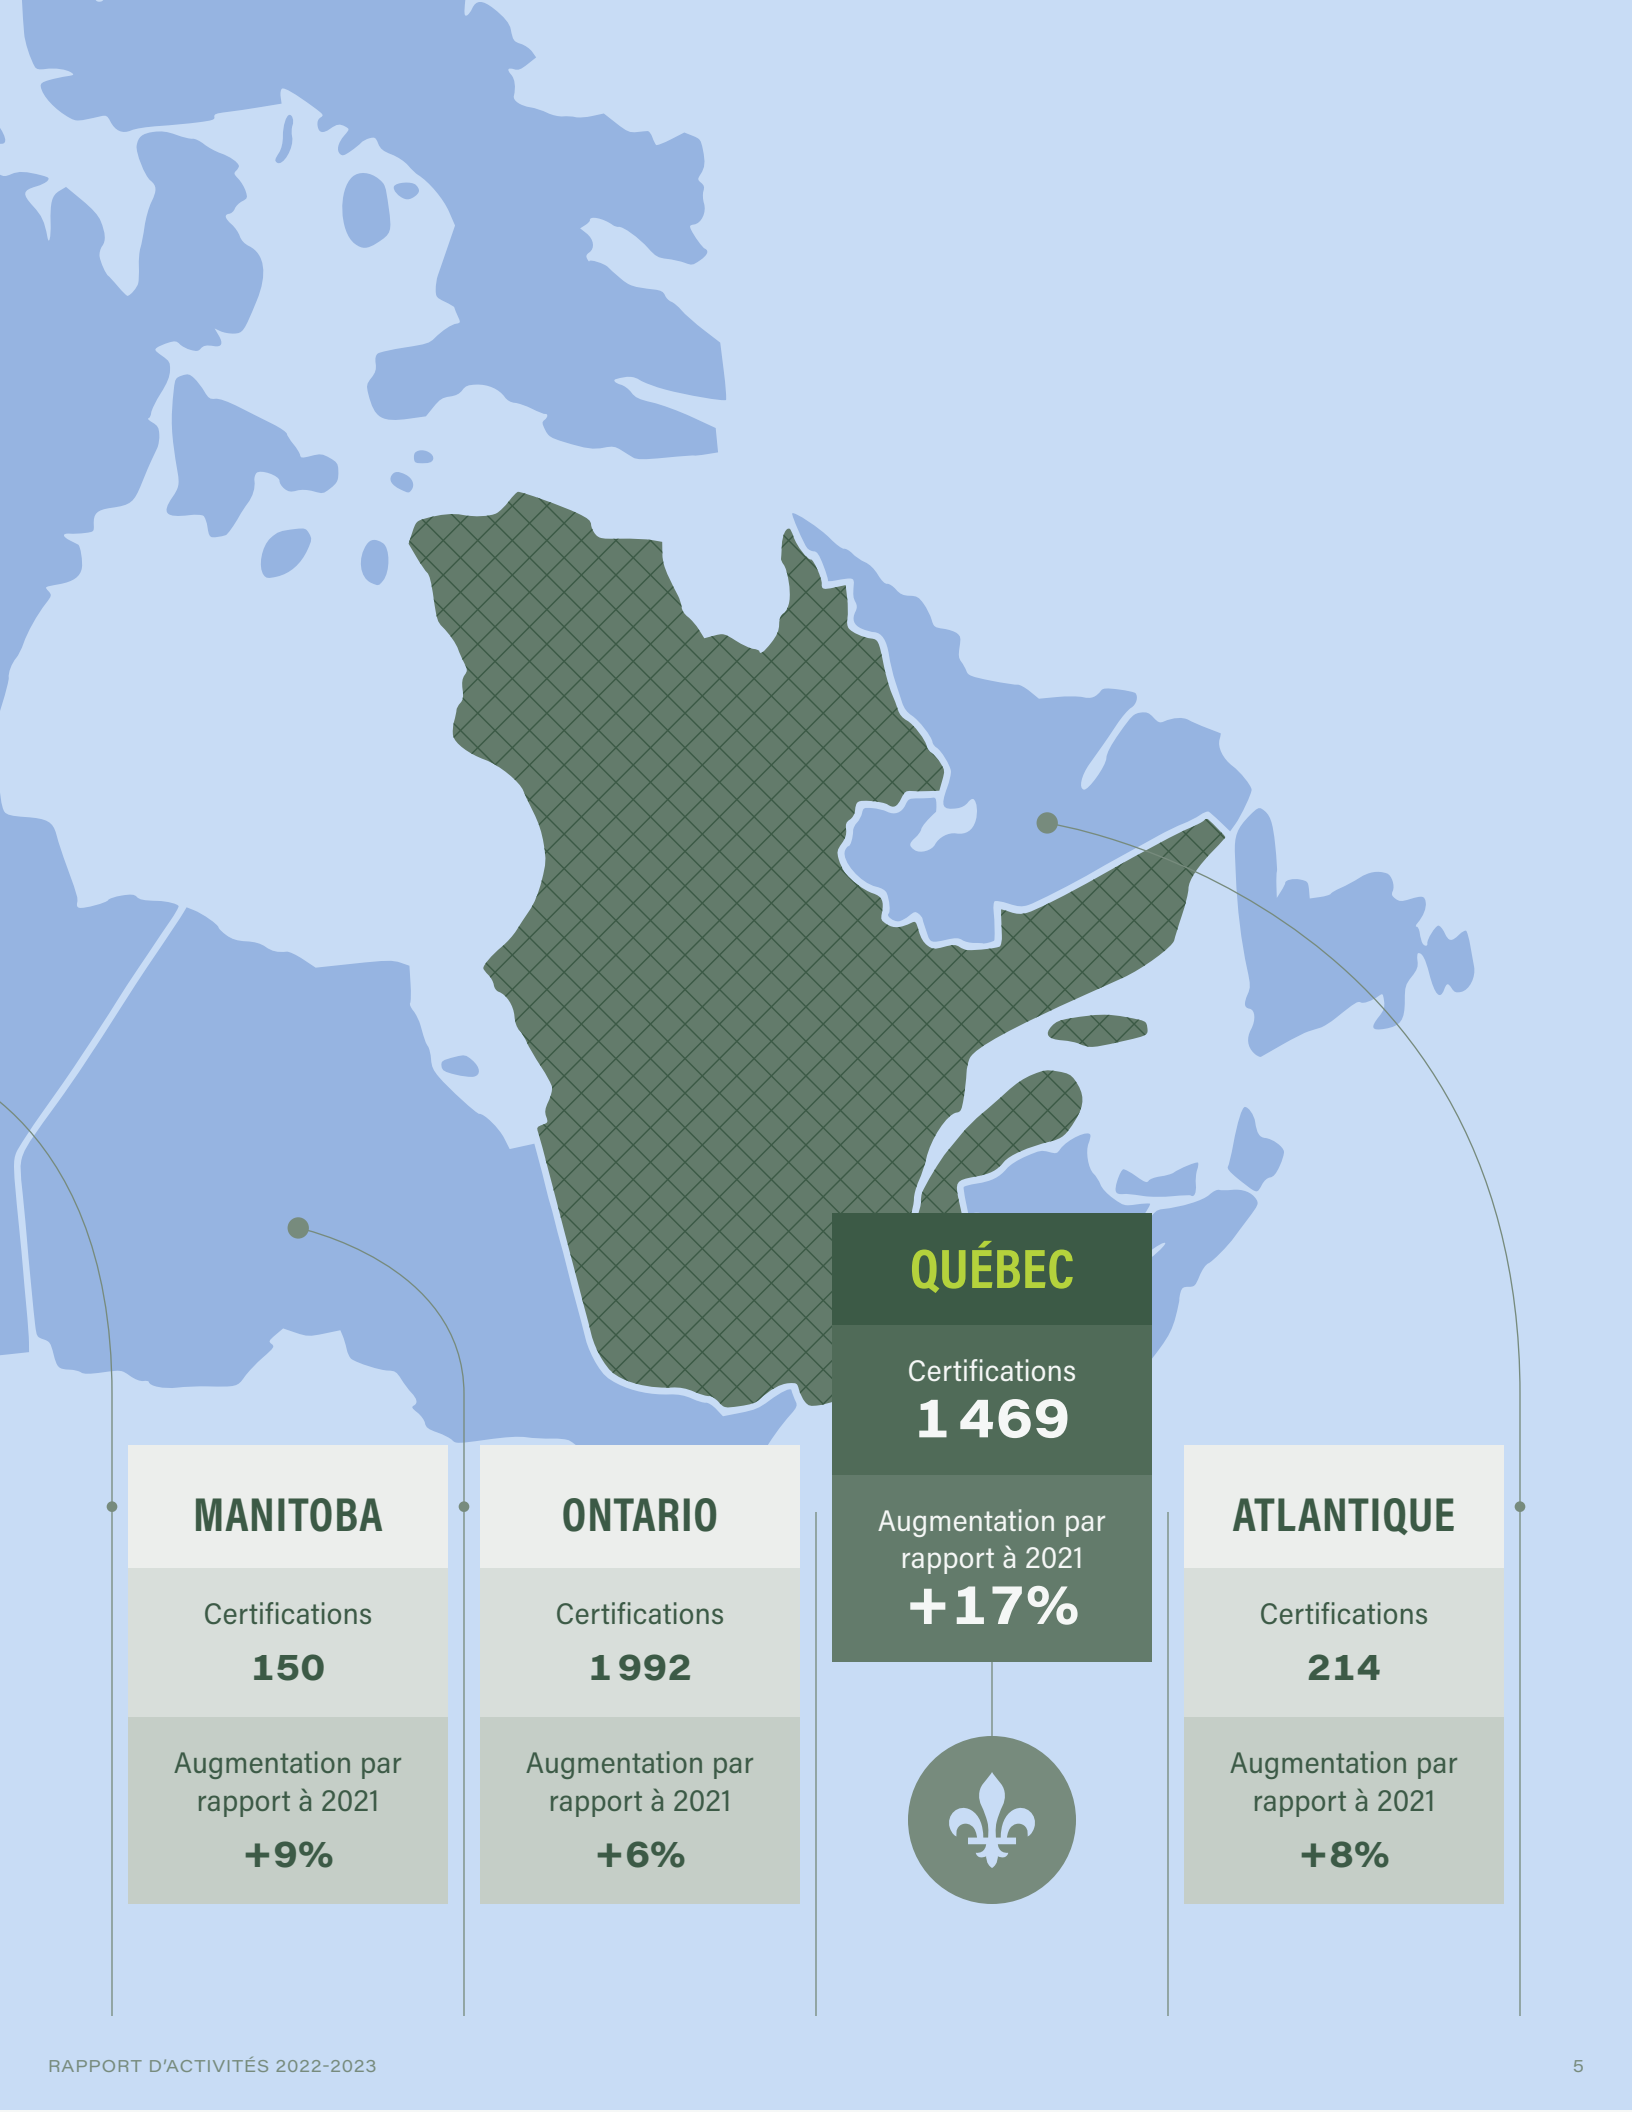 QUÉBEC
Certifications
1 469
Augmentation par
rapport à 2021
+17%
MANITOBA
Certifications
150
Augmentation par
rapport à 2021
+9%
ONTARIO
Certifications
1 992
Augmentation par
rapport à 2021
+6%
ATLANTIQUE
Certifications
214
Augmentation par
rapport à 2021
+8%
RAPPORT D'ACTIVITÉS 2022-2023
5